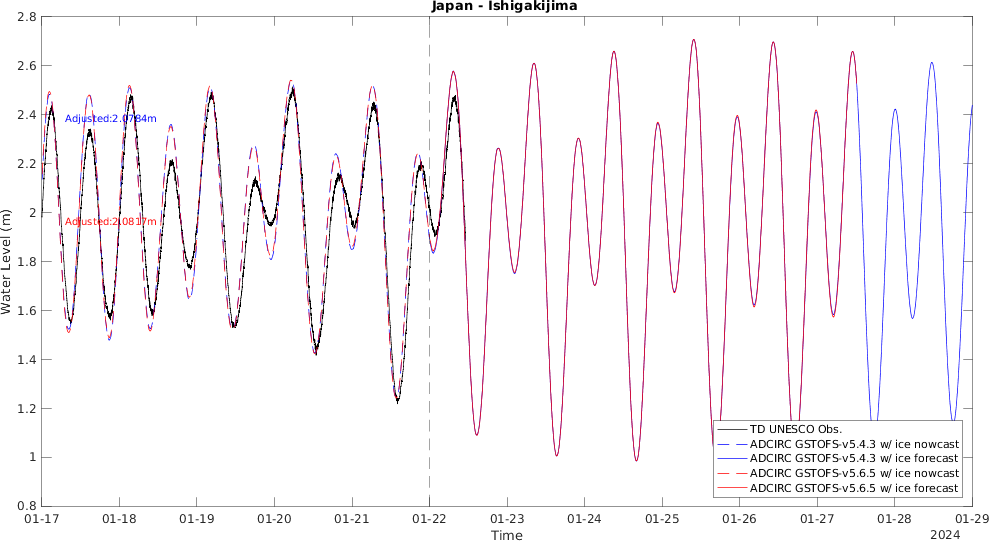 Japan - Ishigakijima
2.8
2.6
2.4
2.2
2
1.8
1.6
1.4
1.2
1
0.8
Water Level (m)
Adjusted:2.0784m
Adjusted:2.0817m
TD UNESCO Obs.
ADCIRC GSTOFS-v5.4.3 w/ ice nowcast
ADCIRC GSTOFS-v5.4.3 w/ ice forecast
ADCIRC GSTOFS-v5.6.5 w/ ice nowcast
ADCIRC GSTOFS-v5.6.5 w/ ice forecast
01-17 01-18 01-19 01-20 01-21 01-22 01-23 01-24 01-25 01-26 01-27 01-28 01-29
Time
2024